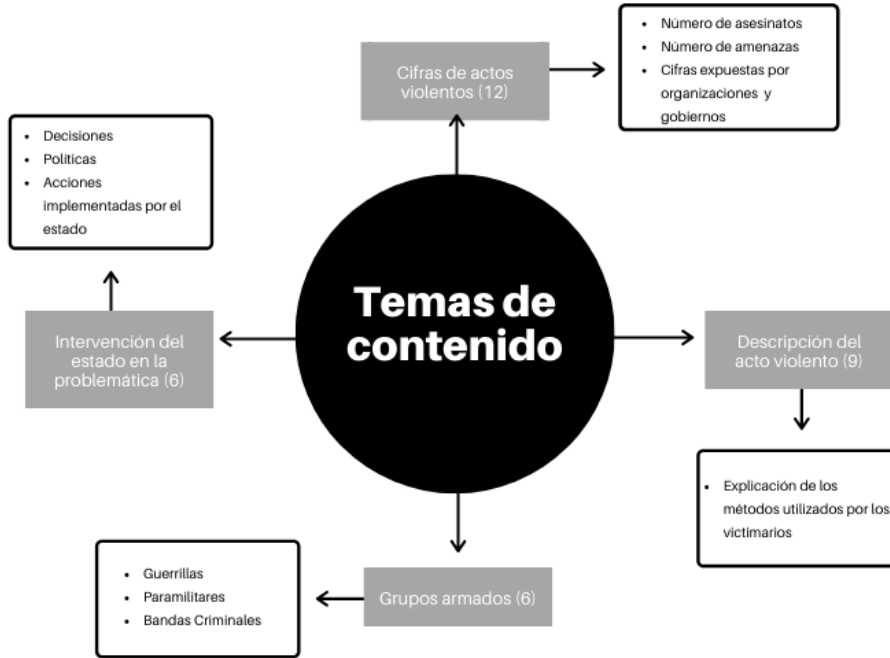 Cifras de actos
violentos (12)
• Número de asesinatos
• Número de amenazas
• Cifras expuestas por
organizaciones y
gobiernos
• Decisiones
• Políticas
• Acciones
implementadas por el
estado
Intervención del
estado en la
problemática (6)
Temas de
contenido
Descripción del
acto violento (9)
• Explicación de los
métodos utilizados por los
victimarios
• Guerrillas
• Paramilitares
• Bandas Criminales
Grupos armados (6)